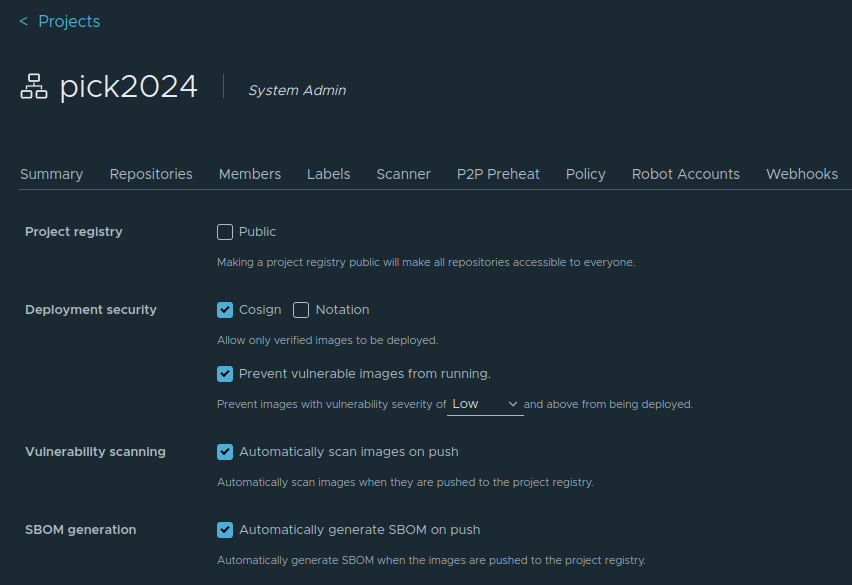 < Projects
pick2024 System Admin
Summary Repositories Members Labels Scanner P2P Preheat Policy Robot Accounts Webhooks
Project registry Public
Making a project registry public will make all repositories accessible to everyone.
Deployment security Cosign Notation
Allow only verified images to be deployed.
Prevent vulnerable images from running.
Prevent images with vulnerability severity of Low and above from being deployed.
Vulnerability scanning Automatically scan images on push
Automatically scan images when they are pushed to the project registry.
SBOM generation Automatically generate SBOM on push
Automatically generate SBOM when the images are pushed to the project registry.